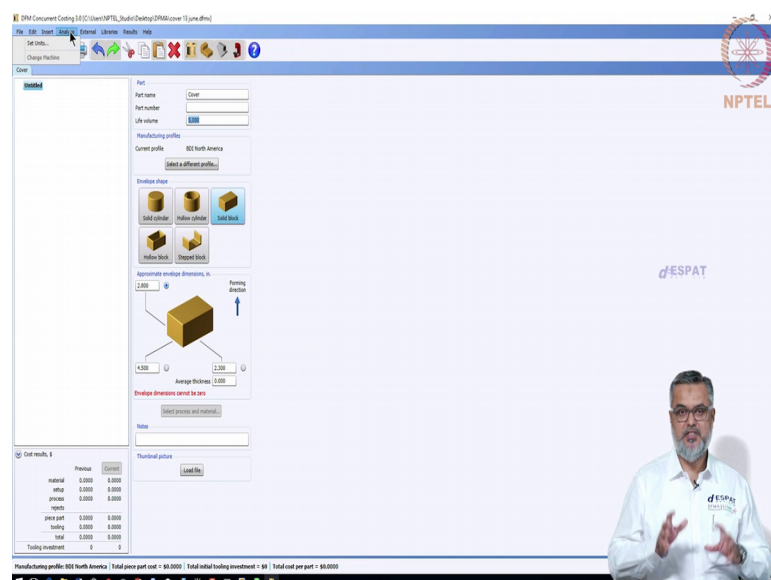 DFM Concurrent Costing 3.0 [C:\Users\NPTEL_Studio\Desktop\DFMA\cover 13 june.dfmx]
File Edit Insert Analyze External Libraries Results Help
Set Units...
Change Machine
Cover
Untitled
Part
Part name Cover
Part number
Life volume 5,000
Manufacturing profiles
Current profile BDI North America
Select a different profile...
Envelope shape
Solid cylinder Hollow cylinder Solid block
Hollow block Stepped block
Approximate envelope dimensions, in.
2.800
Forming direction
4.500 2.300
Average thickness 0.000
Envelope dimensions cannot be zero
Select process and material...
Notes
Thumbnail picture
Load file
Cost results, $
Previous Current
material 0.0000 0.0000
setup 0.0000 0.0000
process 0.0000 0.0000
rejects
piece part 0.0000 0.0000
tooling 0.0000 0.0000
total 0.0000 0.0000
Tooling investment 0 0
Manufacturing profile: BDI North America Total piece part cost = $0.0000 Total initial tooling investment = $0 Total cost per part = $0.0000
NPTEL
d-ESPAT
d-ESPAT